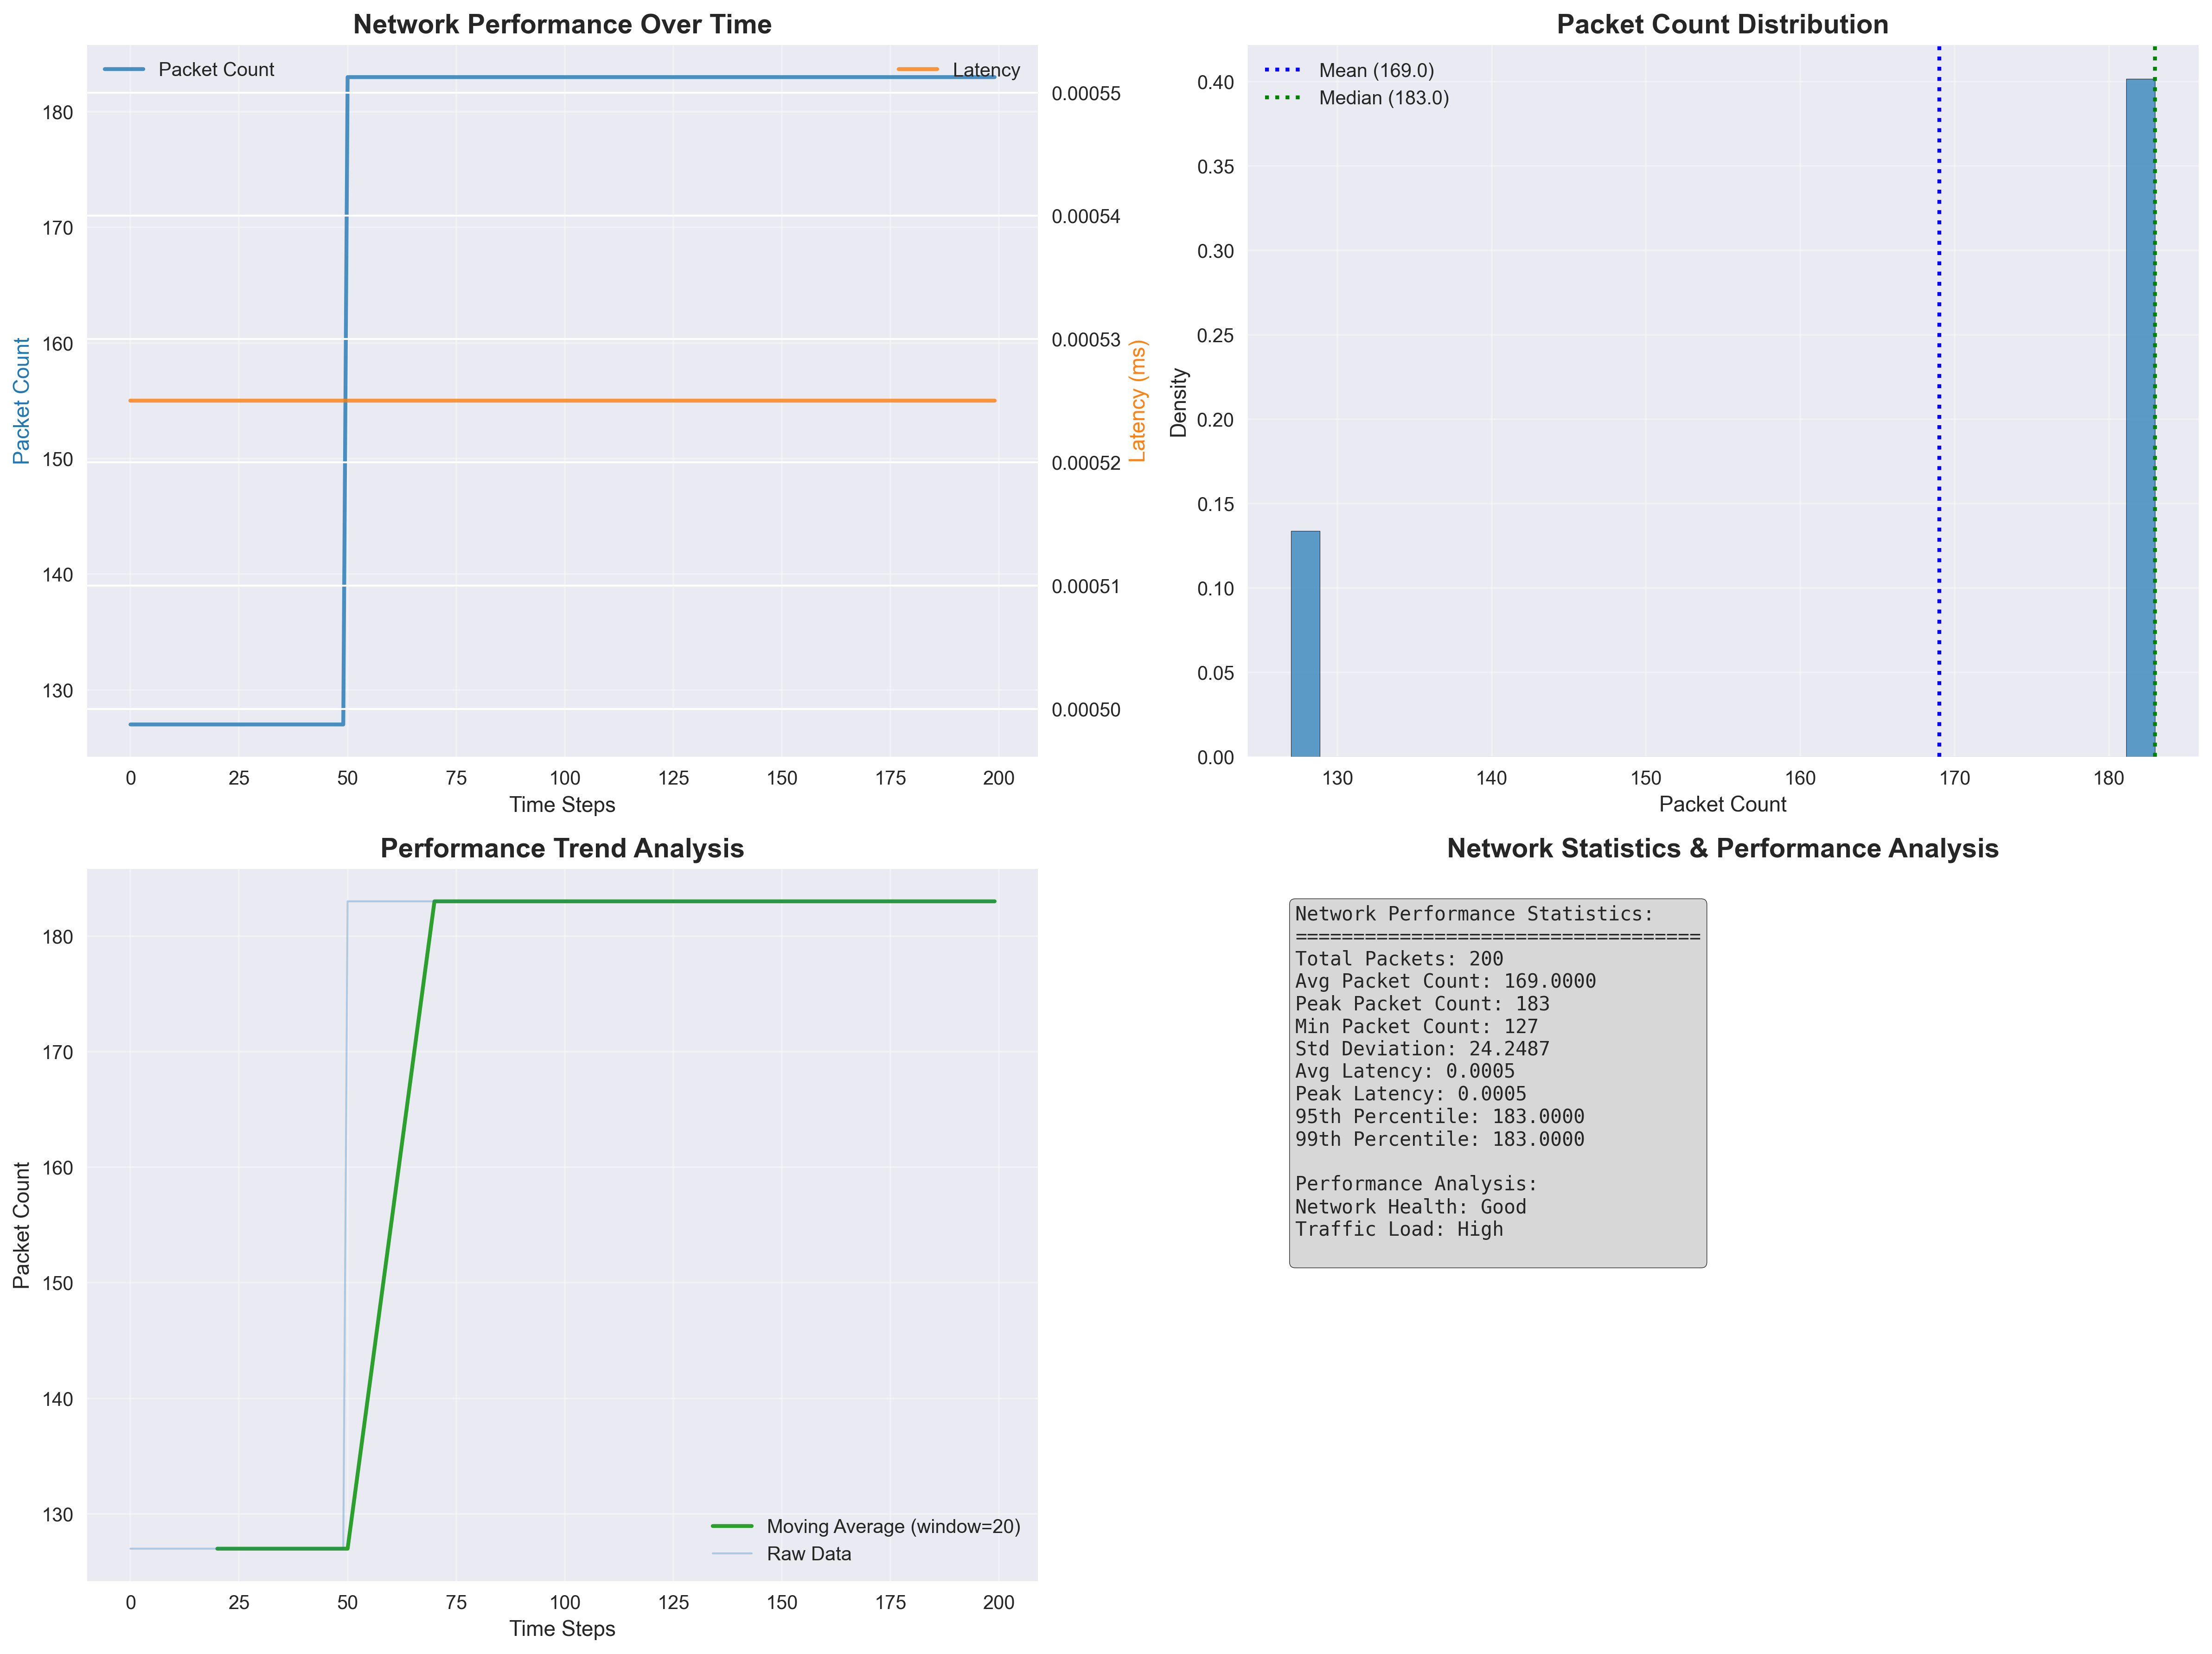 Network Performance Over Time
Packet Count
Latency
180
170
160
150
140
130
0.00055
0.00054
0.00053
0.00052
0.00051
0.00050
Packet Count
Latency (ms)
0 25 50 75 100 125 150 175 200
Time Steps
Packet Count Distribution
Mean (169.0)
Median (183.0)
0.40
0.35
0.30
0.25
0.20
0.15
0.10
0.05
0.00
Density
130 140 150 160 170 180
Packet Count
Performance Trend Analysis
180
170
160
150
140
130
Packet Count
Moving Average (window=20)
Raw Data
0 25 50 75 100 125 150 175 200
Time Steps
Network Statistics & Performance Analysis
Network Performance Statistics:
===================================
Total Packets: 200
Avg Packet Count: 169.0000
Peak Packet Count: 183
Min Packet Count: 127
Std Deviation: 24.2487
Avg Latency: 0.0005
Peak Latency: 0.0005
95th Percentile: 183.0000
99th Percentile: 183.0000
Performance Analysis:
Network Health: Good
Traffic Load: High